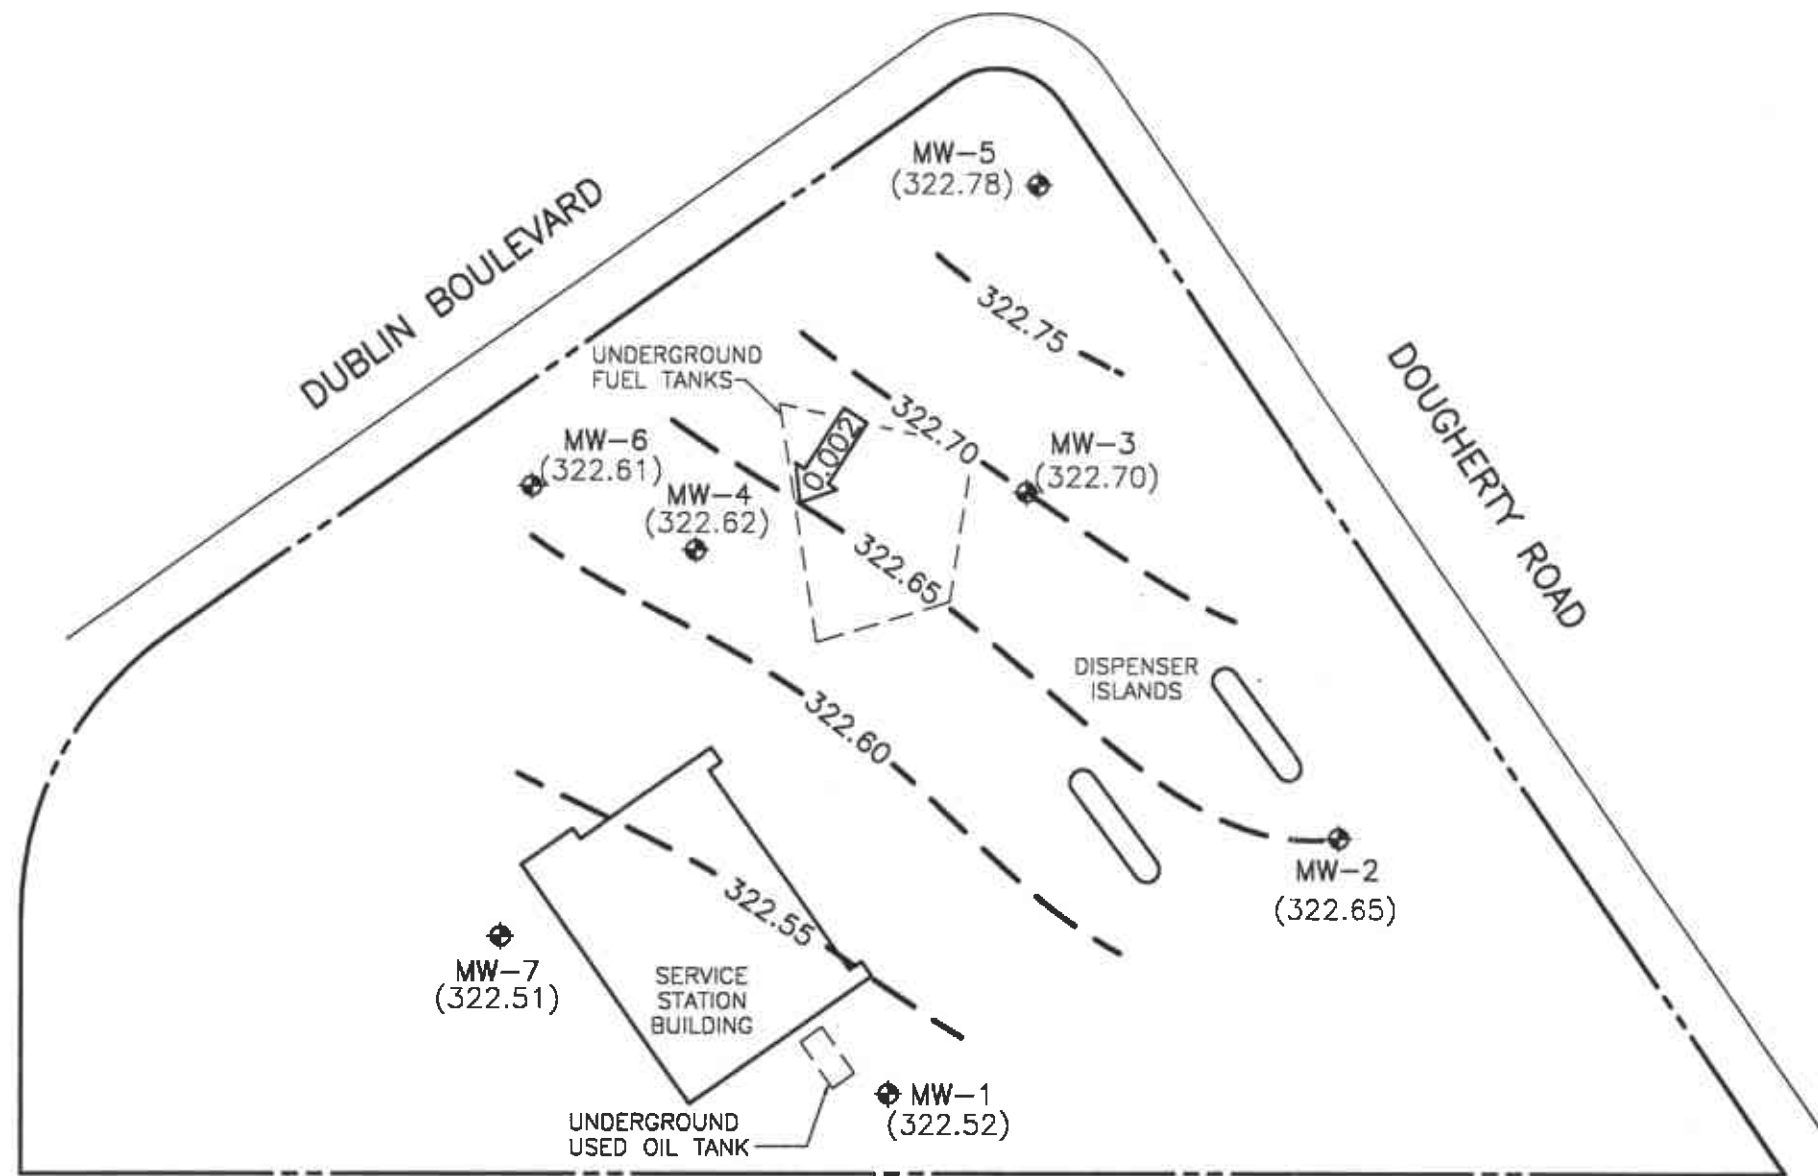 MW-5
(322.78)
DUBLIN BOULEVARD
322.75
UNDERGROUND
FUEL TANKS
DOUGHERTY ROAD
0.002
322.70
MW-6
(322.61)
MW-3
(322.70)
MW-4
(322.62)
322.65
DISPENSER
ISLANDS
322.60
MW-2
(322.65)
322.55
MW-7
(322.51)
SERVICE
STATION
BUILDING
MW-1
(322.52)
UNDERGROUND
USED OIL TANK